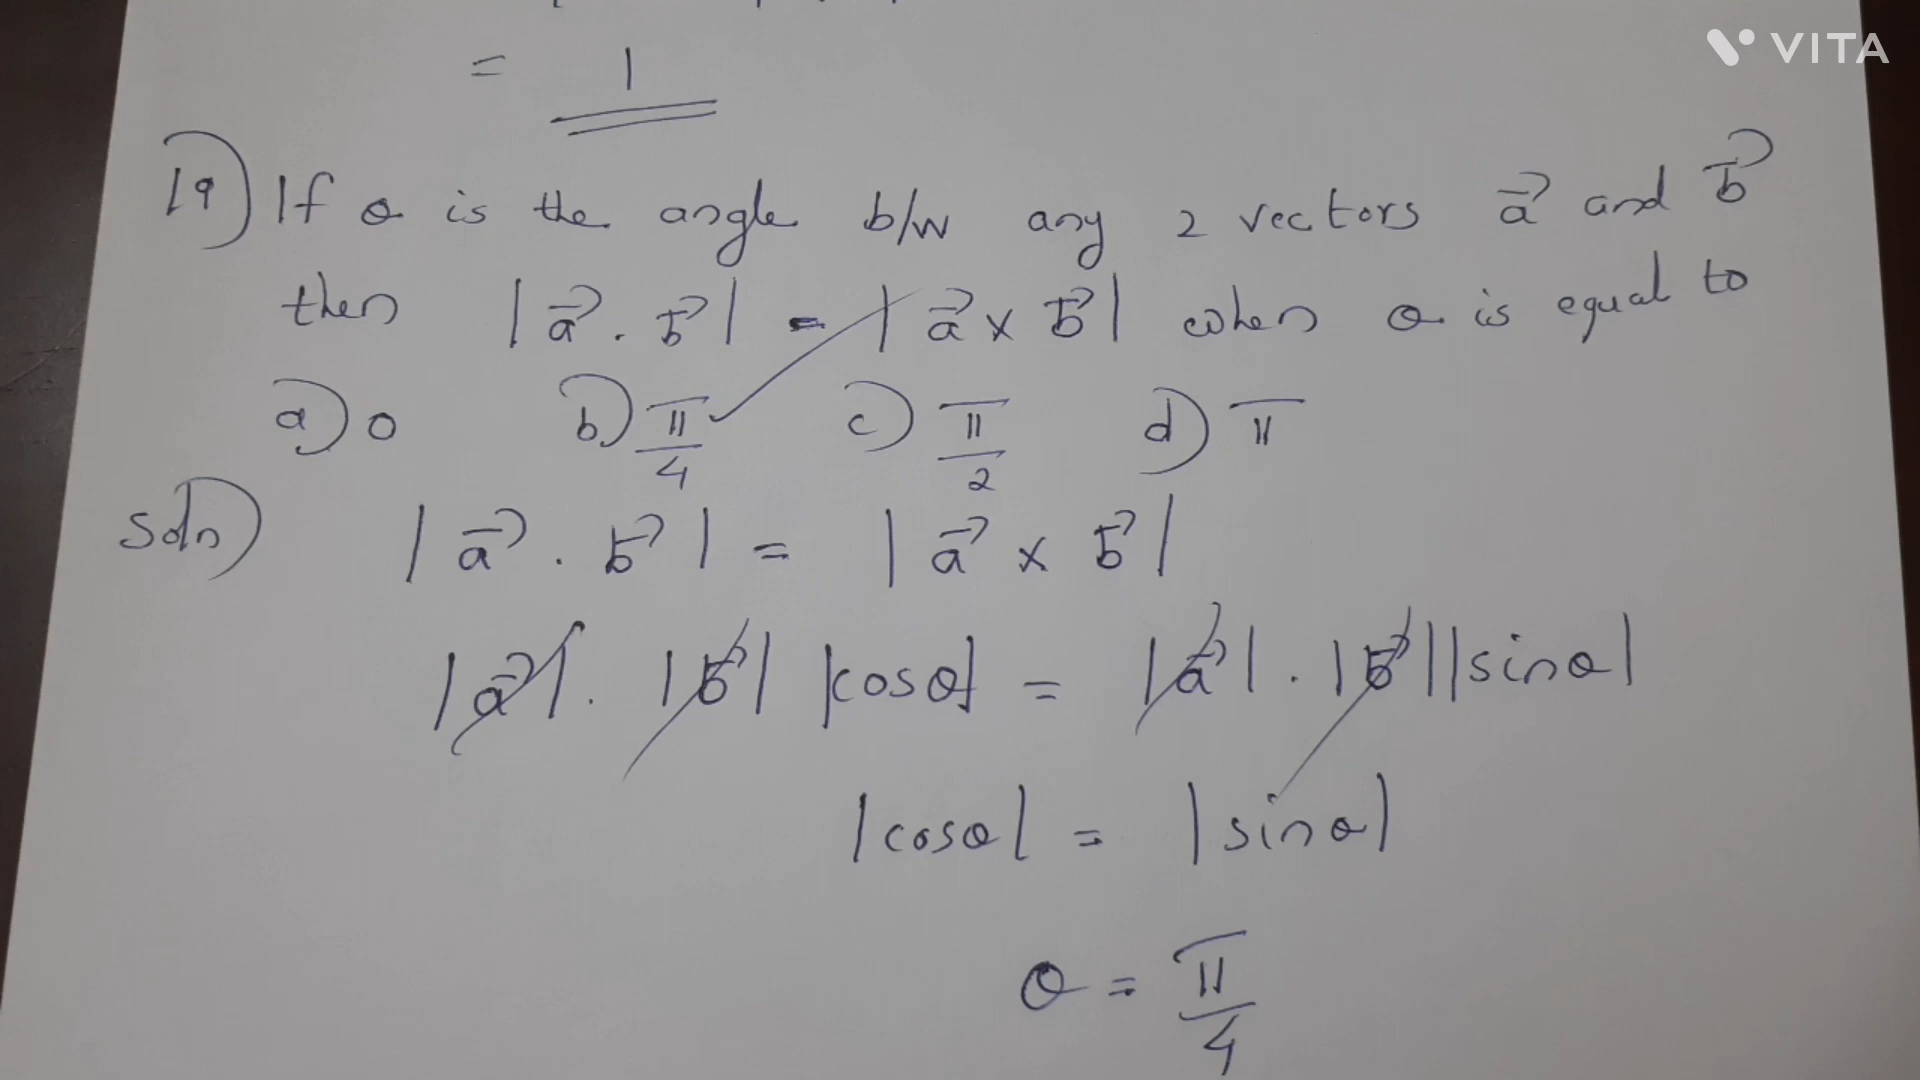 VITA
= 1
19) If θ is the angle b/w any 2 vectors a⃗ and b⃗
then |a⃗ . b⃗| = |a⃗ x b⃗| when θ is equal to
a) 0 b) π/4 c) π/2 d) π
Soln) |a⃗ . b⃗| = |a⃗ x b⃗|
|a⃗| . |b⃗| |cosθ| = |a⃗| . |b⃗| |sinθ|
|cosθ| = |sinθ|
θ = π/4